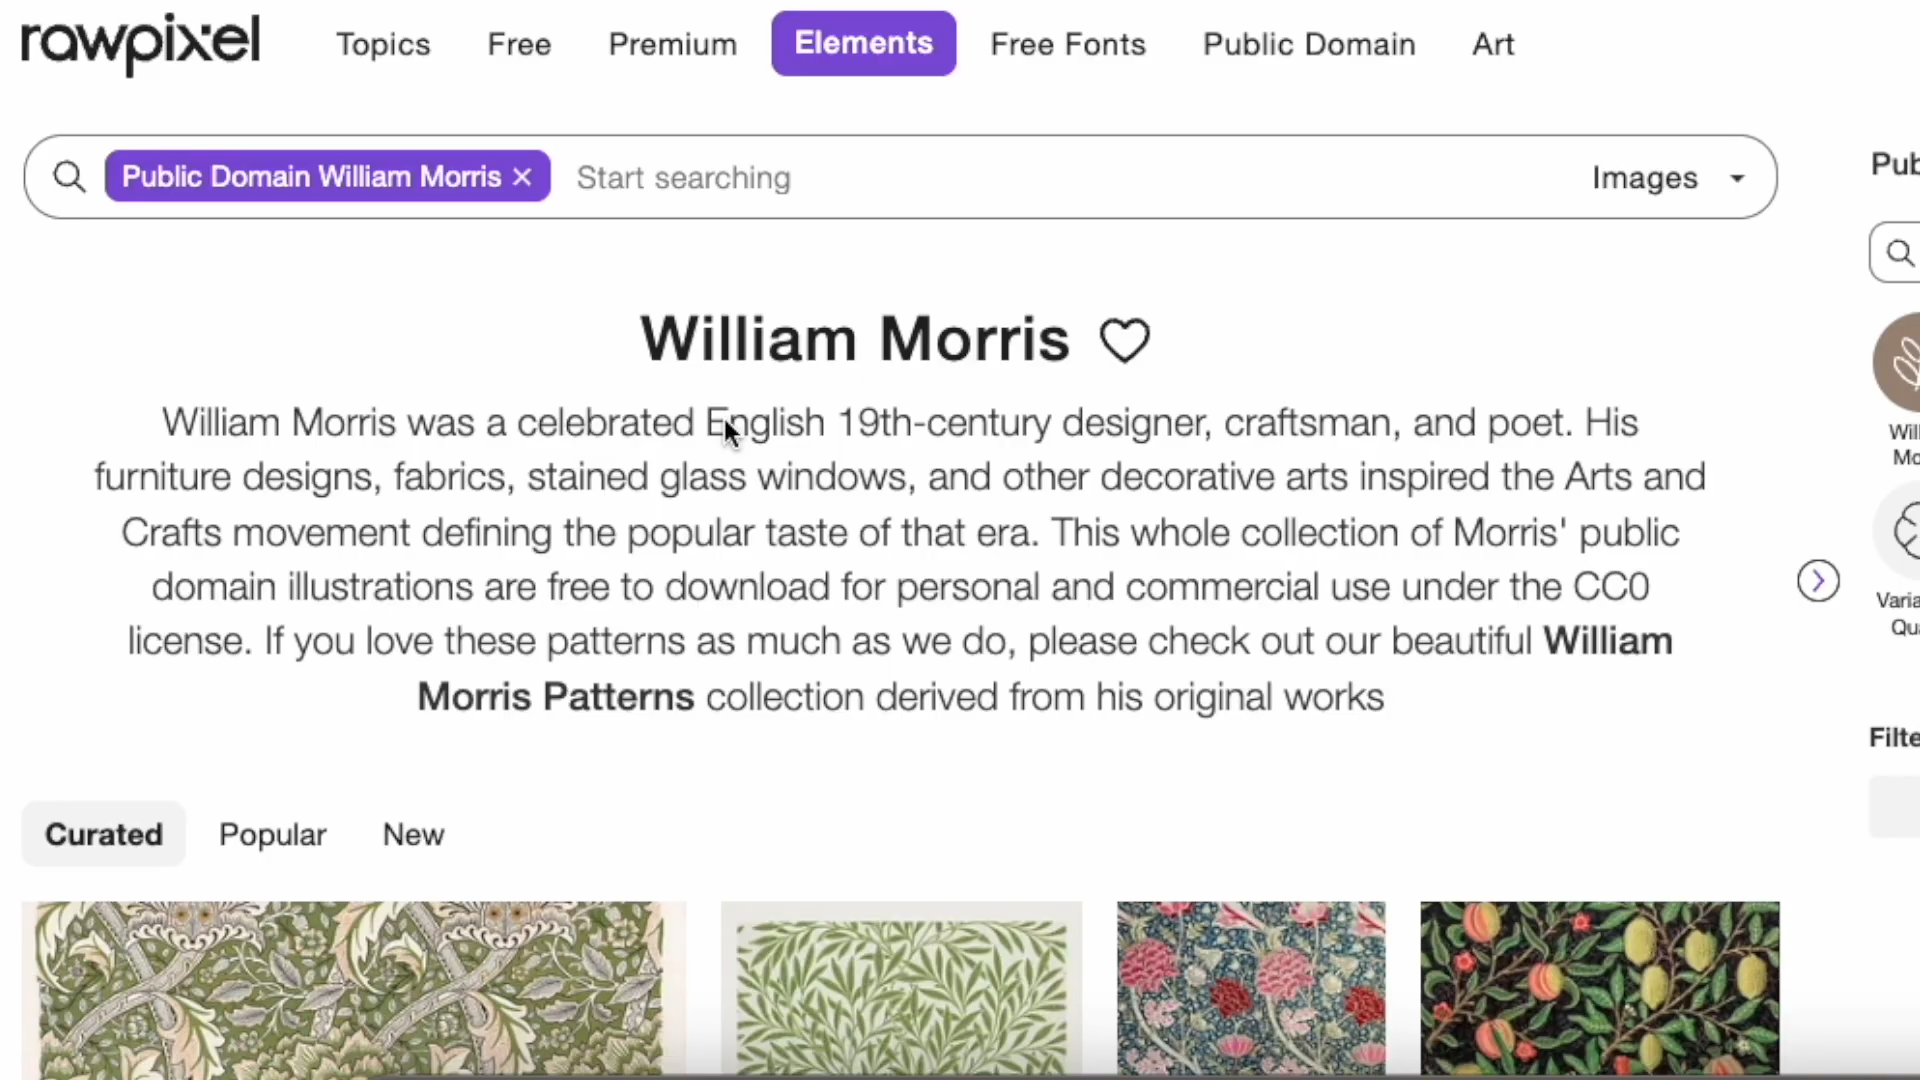 rawpixel
Topics Free Premium Elements Free Fonts Public Domain Art
Public Domain William Morris × Start searching Images
William Morris
William Morris was a celebrated English 19th-century designer, craftsman, and poet. His
furniture designs, fabrics, stained glass windows, and other decorative arts inspired the Arts and
Crafts movement defining the popular taste of that era. This whole collection of Morris' public
domain illustrations are free to download for personal and commercial use under the CC0
license. If you love these patterns as much as we do, please check out our beautiful William
Morris Patterns collection derived from his original works
Curated Popular New